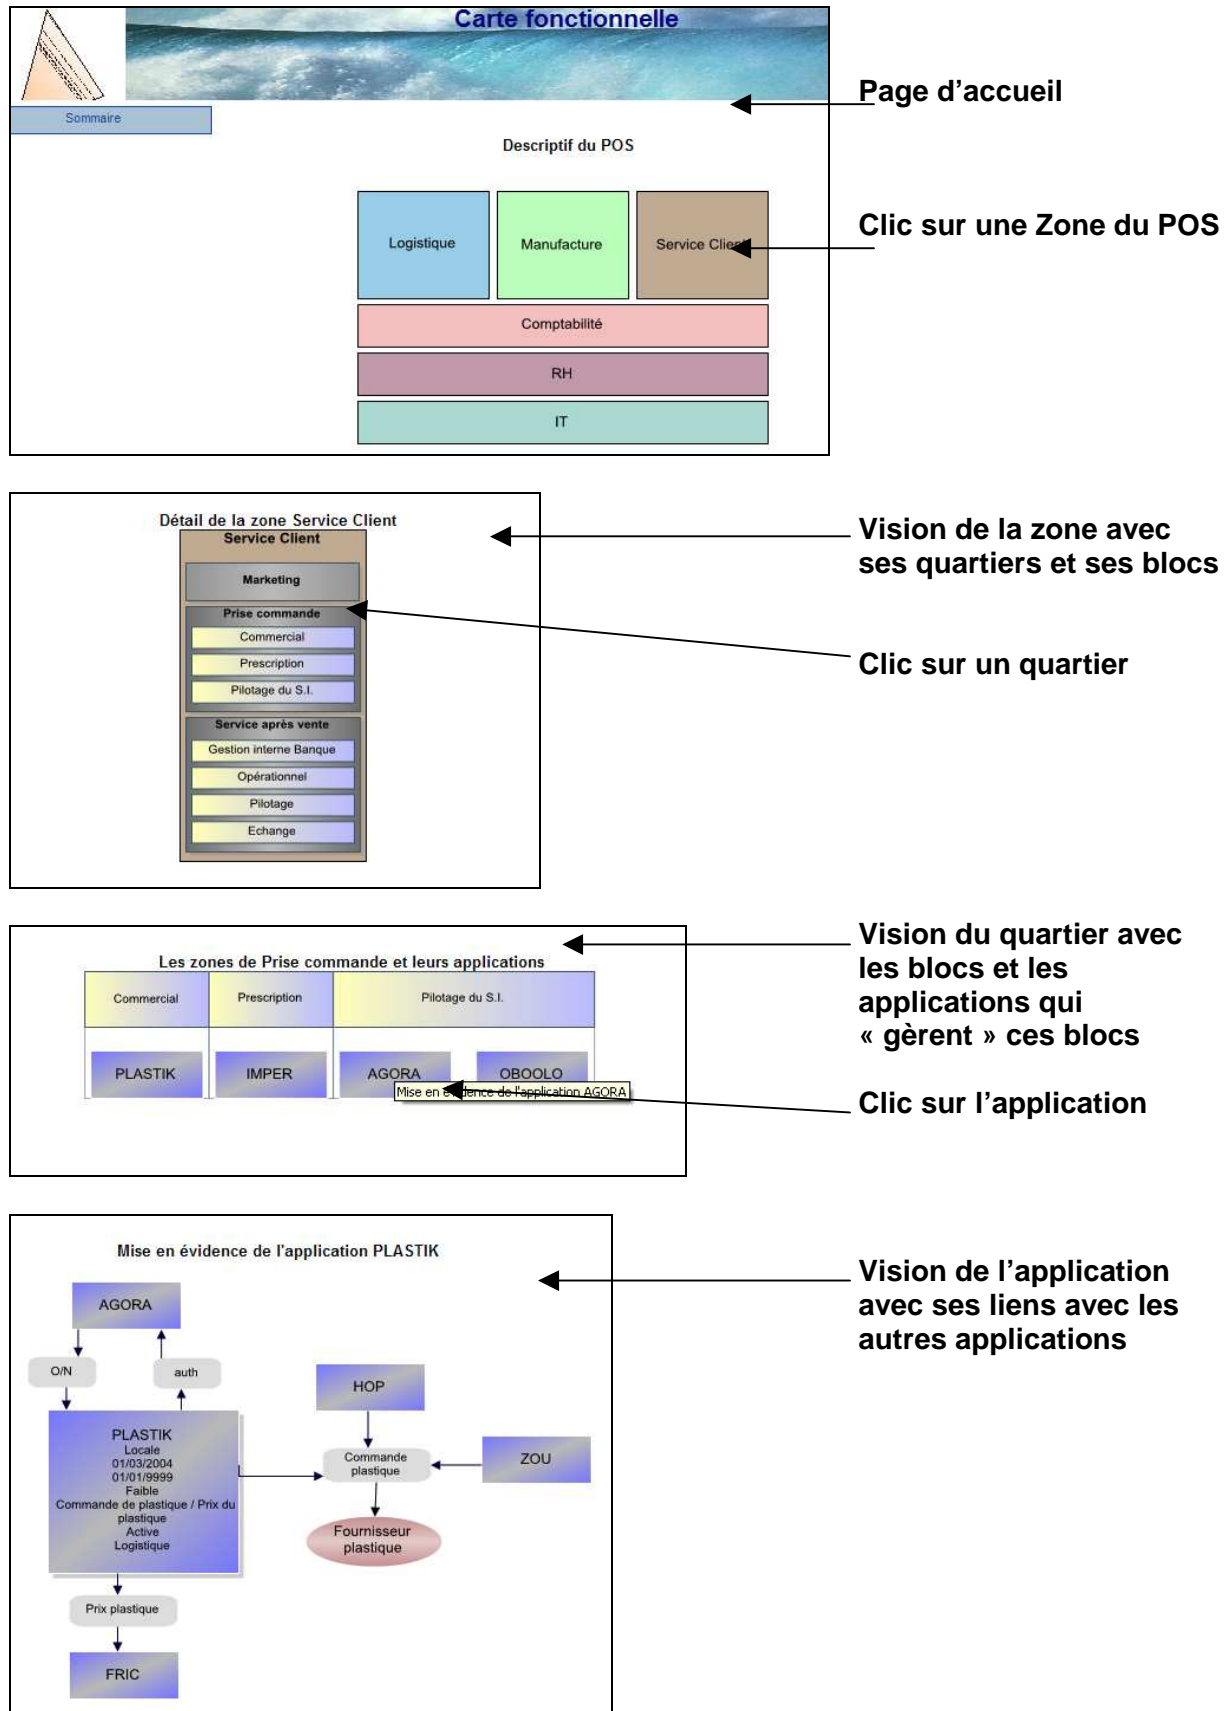 Carte fonctionnelle
Page d'accueil
Sommaire
Descriptif du POS
Logistique
Manufacture
Service Client
Clic sur une Zone du POS
Comptabilité
RH
IT
Détail de la zone Service Client
Service Client
Marketing
Prise commande
Commercial
Prescription
Pilotage du S.I.
Service après vente
Gestion interne Banque
Opérationnel
Pilotage
Echange
Vision de la zone avec
ses quartiers et ses blocs
Clic sur un quartier
Les zones de Prise commande et leurs applications
Commercial
Prescription
Pilotage du S.I.
PLASTIK
IMPER
AGORA
OBOOLO
Mise en évidence de l'application AGORA
Vision du quartier avec
les blocs et les
applications qui
« gèrent » ces blocs
Clic sur l'application
Mise en évidence de l'application PLASTIK
AGORA
O/N
auth
PLASTIK
Locale
01/03/2004
01/01/9999
Faible
Commande de plastique / Prix du
plastique
Active
Logistique
HOP
Commande
plastique
ZOU
Fournisseur
plastique
Prix plastique
FRIC
Vision de l'application
avec ses liens avec les
autres applications